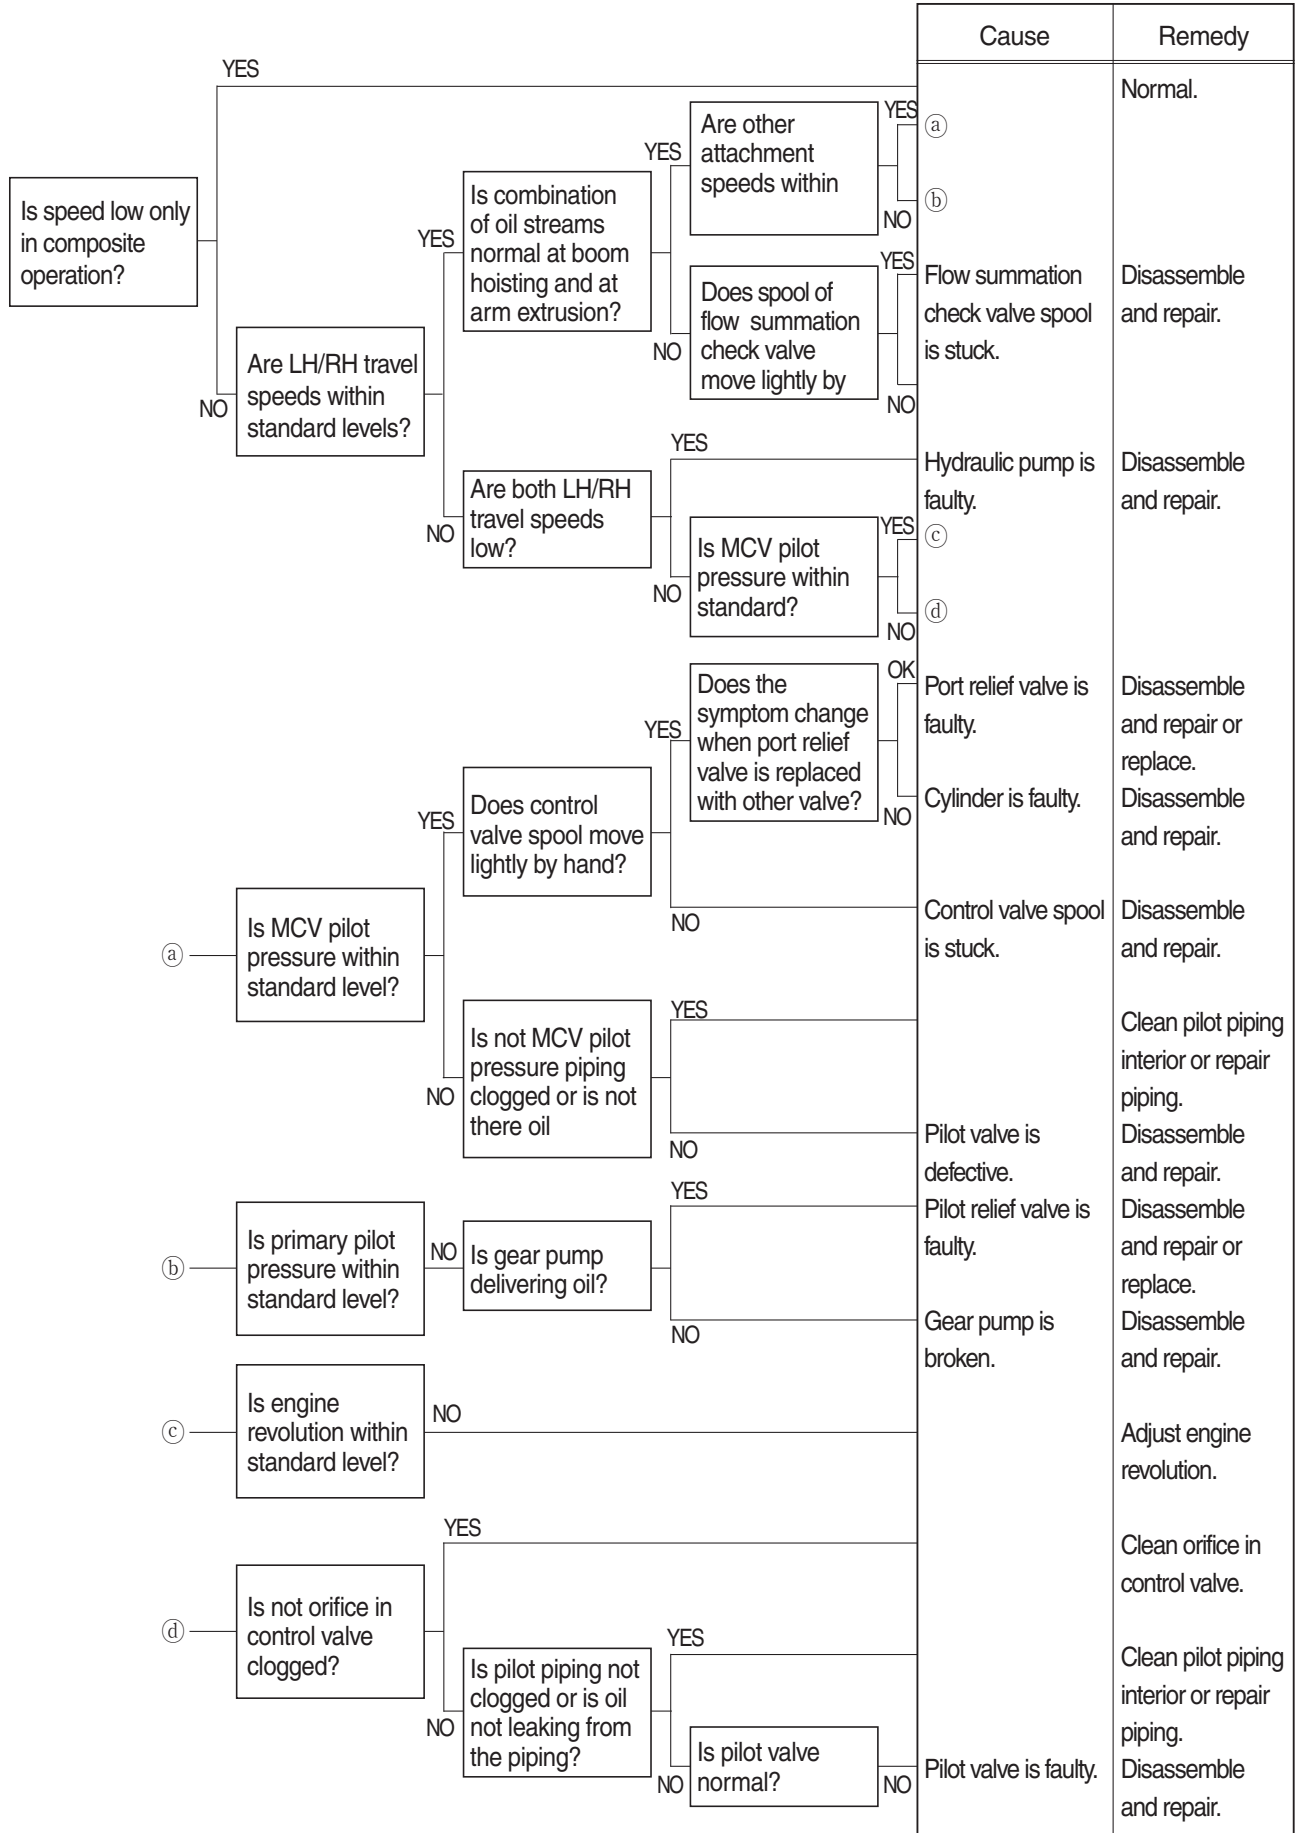 Cause
Remedy
YES
Normal.
Is speed low only
in composite
operation?
NO
Are LH/RH travel
speeds within
standard levels?
YES
Is combination
of oil streams
normal at boom
hoisting and at
arm extrusion?
YES
Are other
attachment
speeds within
YES
ⓐ
ⓑ
NO
NO
Does spool of
flow summation
check valve
move lightly by
YES
Flow summation
check valve spool
is stuck.
Disassemble
and repair.
NO
NO
Are both LH/RH
travel speeds
low?
YES
Hydraulic pump is
faulty.
Disassemble
and repair.
NO
Is MCV pilot
pressure within
standard?
YES
ⓒ
ⓓ
NO
ⓐ
Is MCV pilot
pressure within
standard level?
YES
Does control
valve spool move
lightly by hand?
YES
Does the
symptom change
when port relief
valve is replaced
with other valve?
OK
Port relief valve is
faulty.
Disassemble
and repair or
replace.
NO
Cylinder is faulty.
Disassemble
and repair.
NO
Control valve spool
is stuck.
Disassemble
and repair.
NO
Is not MCV pilot
pressure piping
clogged or is not
there oil
YES
Clean pilot piping
interior or repair
piping.
NO
Pilot valve is
defective.
Disassemble
and repair.
ⓑ
Is primary pilot
pressure within
standard level?
NO
Is gear pump
delivering oil?
YES
Pilot relief valve is
faulty.
Disassemble
and repair or
replace.
NO
Gear pump is
broken.
Disassemble
and repair.
ⓒ
Is engine
revolution within
standard level?
NO
Adjust engine
revolution.
ⓓ
Is not orifice in
control valve
clogged?
YES
Clean orifice in
control valve.
NO
Is pilot piping not
clogged or is oil
not leaking from
the piping?
YES
Clean pilot piping
interior or repair
piping.
NO
Is pilot valve
normal?
NO
Pilot valve is faulty.
Disassemble
and repair.